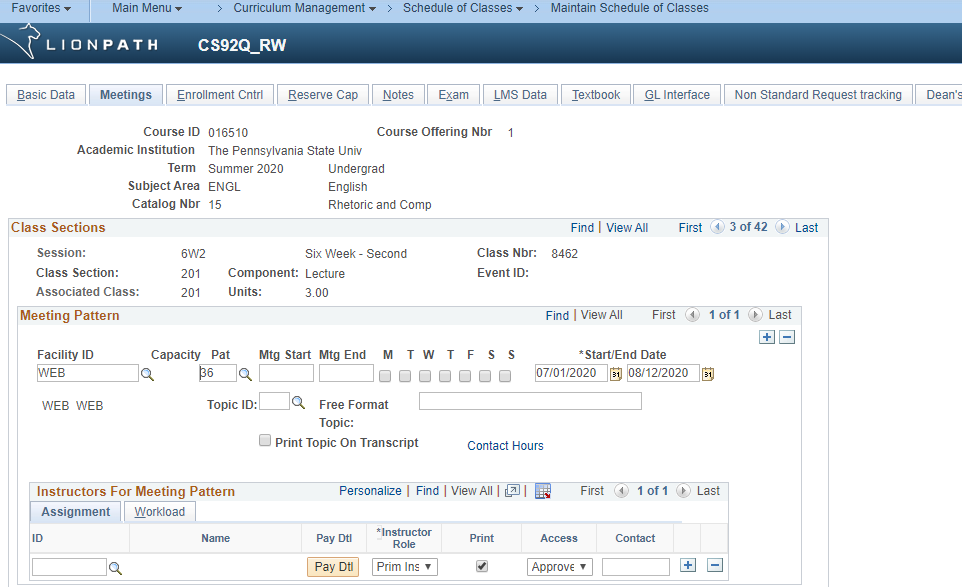 Favorites Main Menu > Curriculum Management > Schedule of Classes > Maintain Schedule of Classes
LIONPATH CS92Q_RW
Basic Data Meetings Enrollment Cntrl Reserve Cap Notes Exam LMS Data Textbook GL Interface Non Standard Request tracking Dean's
Course ID 016510 Course Offering Nbr 1
Academic Institution The Pennsylvania State Univ
Term Summer 2020 Undergrad
Subject Area ENGL English
Catalog Nbr 15 Rhetoric and Comp
Class Sections Find | View All First 3 of 42 Last
Session: 6W2 Six Week - Second Class Nbr: 8462
Class Section: 201 Component: Lecture Event ID:
Associated Class: 201 Units: 3.00
Meeting Pattern Find | View All First 1 of 1 Last
Facility ID Capacity Pat Mtg Start Mtg End M T W T F S S *Start/End Date
WEB 36 07/01/2020 31 08/12/2020 31
WEB WEB Topic ID: Free Format
Topic:
Print Topic On Transcript Contact Hours
Instructors For Meeting Pattern Personalize | Find | View All | | First 1 of 1 Last
Assignment Workload
ID Name Pay Dtl *Instructor Role Print Access Contact
Pay Dtl Prim Ins Approve